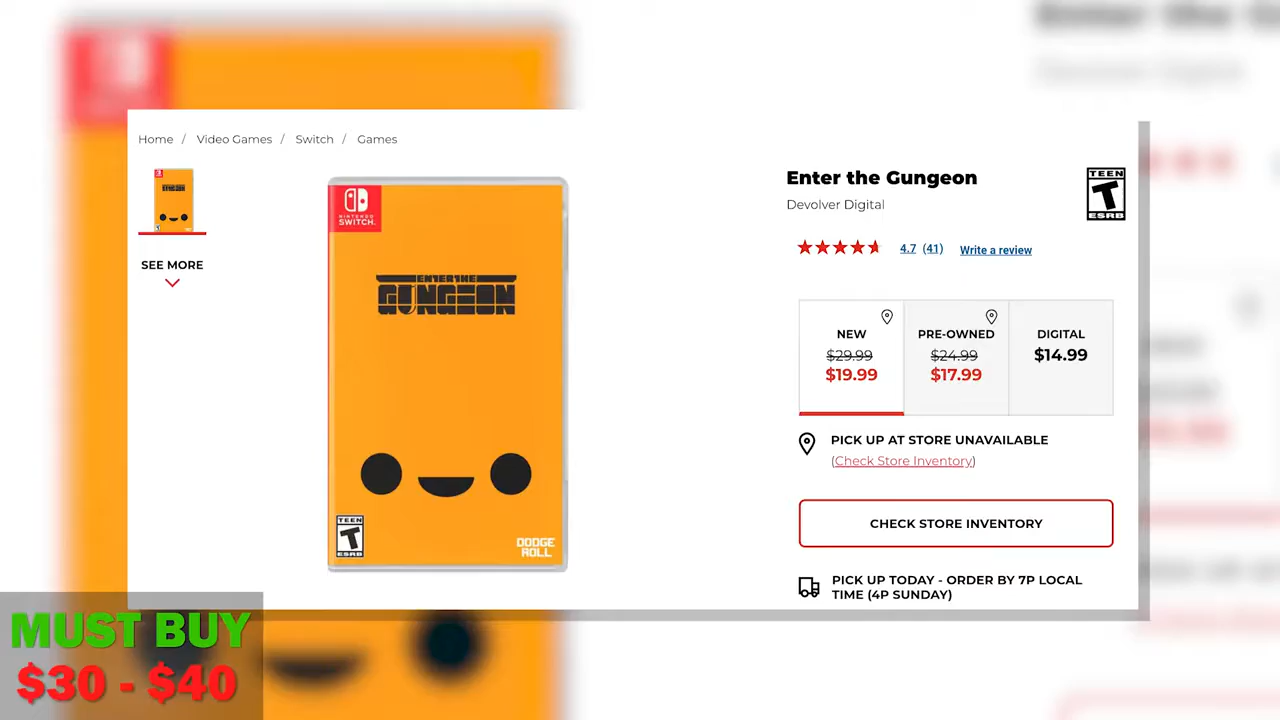 Home / Video Games / Switch / Games
SEE MORE
NINTENDO
SWITCH.
ENTER THE
GUNGEON
TEEN
T
ESRB
DODGE
ROLL
Enter the Gungeon
Devolver Digital
TEEN
T
ESRB
4.7 (41) Write a review
NEW
$29.99
$19.99
PRE-OWNED
$24.99
$17.99
DIGITAL
$14.99
PICK UP AT STORE UNAVAILABLE
(Check Store Inventory)
CHECK STORE INVENTORY
PICK UP TODAY - ORDER BY 7P LOCAL
TIME (4P SUNDAY)
MUST BUY
$30 - $40